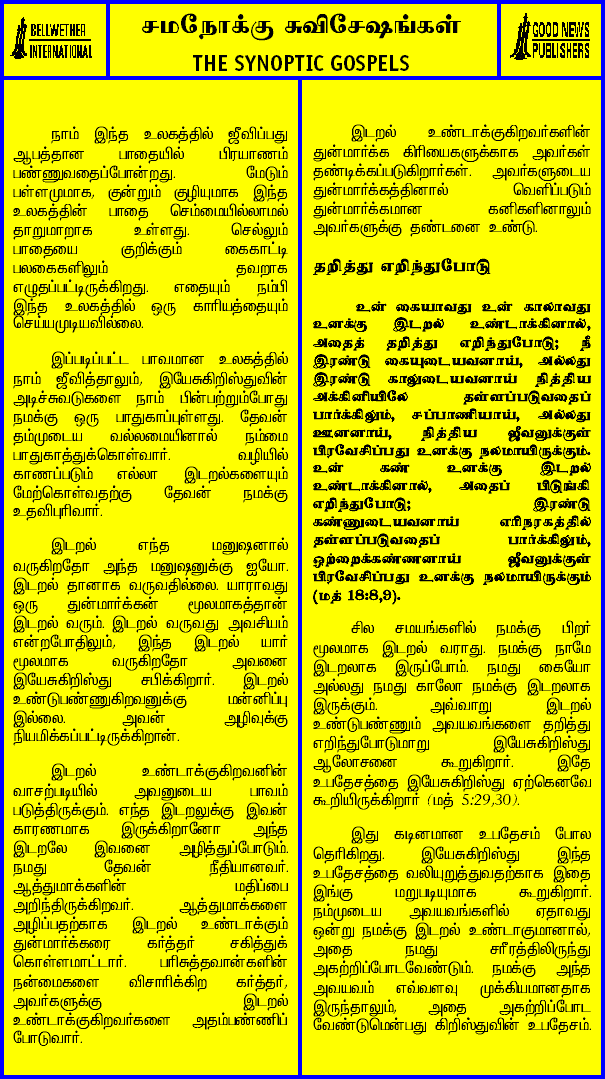 BELLWETHER
INTERNATIONAL
சமநோக்கு சுவிசேஷங்கள்
THE SYNOPTIC GOSPELS
GOOD NEWS
PUBLISHERS
நாம் இந்த உலகத்தில் ஜீவிப்பது
ஆபத்தான பாதையில் பிரயாணம்
பண்ணுவதைப்போன்றது. மேடும்
பள்ளமுமாக, குன்றும் குழியுமாக இந்த
உலகத்தின் பாதை செம்மையில்லாமல்
தாறுமாறாக உள்ளது. செல்லும்
பாதையை குறிக்கும் கைகாட்டி
பலகைகளிலும் தவறாக
எழுதப்பட்டிருக்கிறது. எதையும் நம்பி
இந்த உலகத்தில் ஒரு காரியத்தையும்
செய்யமுடியவில்லை.
இப்படிப்பட்ட பாவமான உலகத்தில்
நாம் ஜீவித்தாலும், இயேசுகிறிஸ்துவின்
அடிச்சுவடுகளை நாம் பின்பற்றும்போது
நமக்கு ஒரு பாதுகாப்புள்ளது. தேவன்
தம்முடைய வல்லமையினால் நம்மை
பாதுகாத்துக்கொள்வார். வழியில்
காணப்படும் எல்லா இடறல்களையும்
மேற்கொள்வதற்கு தேவன் நமக்கு
உதவிபுரிவார்.
இடறல் எந்த மனுஷனால்
வருகிறதோ அந்த மனுஷனுக்கு ஐயோ.
இடறல் தானாக வருவதில்லை. யாராவது
ஒரு துன்மார்க்கன் மூலமாகத்தான்
இடறல் வரும். இடறல் வருவது அவசியம்
என்றபோதிலும், இந்த இடறல் யார்
மூலமாக வருகிறதோ அவனை
இயேசுகிறிஸ்து சபிக்கிறார். இடறல்
உண்டுபண்ணுகிறவனுக்கு மன்னிப்பு
இல்லை. அவன் அழிவுக்கு
நியமிக்கப்பட்டிருக்கிறான்.
இடறல் உண்டாக்குகிறவனின்
வாசற்படியில் அவனுடைய பாவம்
படுத்திருக்கும். எந்த இடறலுக்கு இவன்
காரணமாக இருக்கிறானோ அந்த
இடறலே இவனை அழித்துப்போடும்.
நமது தேவன் நீதியானவர்.
ஆத்துமாக்களின் மதிப்பை
அறிந்திருக்கிறவர். ஆத்துமாக்களை
அழிப்பதற்காக இடறல் உண்டாக்கும்
துன்மார்க்கரை கர்த்தர் சகித்துக்
கொள்ளமாட்டார். பரிசுத்தவான்களின்
நன்மைகளை விசாரிக்கிற கர்த்தர்,
அவர்களுக்கு இடறல்
உண்டாக்குகிறவர்களை அதம்பண்ணிப்
போடுவார்.
இடறல் உண்டாக்குகிறவர்களின்
துன்மார்க்க கிரியைகளுக்காக அவர்கள்
தண்டிக்கப்படுகிறார்கள். அவர்களுடைய
துன்மார்க்கத்தினால் வெளிப்படும்
துன்மார்க்கமான கனிகளினாலும்
அவர்களுக்கு தண்டனை உண்டு.
தறித்து எறிந்துபோடு
உன் கையாவது உன் காலாவது
உனக்கு இடறல் உண்டாக்கினால்,
அதைத் தறித்து எறிந்துபோடு; நீ
இரண்டு கையுடையவனாய், அல்லது
இரண்டு காலுடையவனாய் நித்திய
அக்கினியிலே தள்ளப்படுவதைப்
பார்க்கிலும், சப்பாணியாய், அல்லது
ஊனனாய், நித்திய ஜீவனுக்குள்
பிரவேசிப்பது உனக்கு நலமாயிருக்கும்.
உன் கண் உனக்கு இடறல்
உண்டாக்கினால், அதைப் பிடுங்கி
எறிந்துபோடு; இரண்டு
கண்ணுடையவனாய் எரிநரகத்தில்
தள்ளப்படுவதைப் பார்க்கிலும்,
ஒற்றைக்கண்ணனாய் ஜீவனுக்குள்
பிரவேசிப்பது உனக்கு நலமாயிருக்கும்
(மத் 18:8,9).
சில சமயங்களில் நமக்கு பிறர்
மூலமாக இடறல் வராது. நமக்கு நாமே
இடறலாக இருப்போம். நமது கையோ
அல்லது நமது காலோ நமக்கு இடறலாக
இருக்கும். அவ்வாறு இடறல்
உண்டுபண்ணும் அவயவங்களை தறித்து
எறிந்துபோடுமாறு இயேசுகிறிஸ்து
ஆலோசனை கூறுகிறார். இதே
உபதேசத்தை இயேசுகிறிஸ்து ஏற்கெனவே
கூறியிருக்கிறார் (மத் 5:29,30).
இது கடினமான உபதேசம் போல
தெரிகிறது. இயேசுகிறிஸ்து இந்த
உபதேசத்தை வலியுறுத்துவதற்காக இதை
இங்கு மறுபடியுமாக கூறுகிறார்.
நம்முடைய அவயவங்களில் ஏதாவது
ஒன்று நமக்கு இடறல் உண்டாகுமானால்,
அதை நமது சரீரத்திலிருந்து
அகற்றிப்போடவேண்டும். நமக்கு அந்த
அவயவம் எவ்வளவு முக்கியமானதாக
இருந்தாலும், அதை அகற்றிப்போட
வேண்டுமென்பது கிறிஸ்துவின் உபதேசம்.